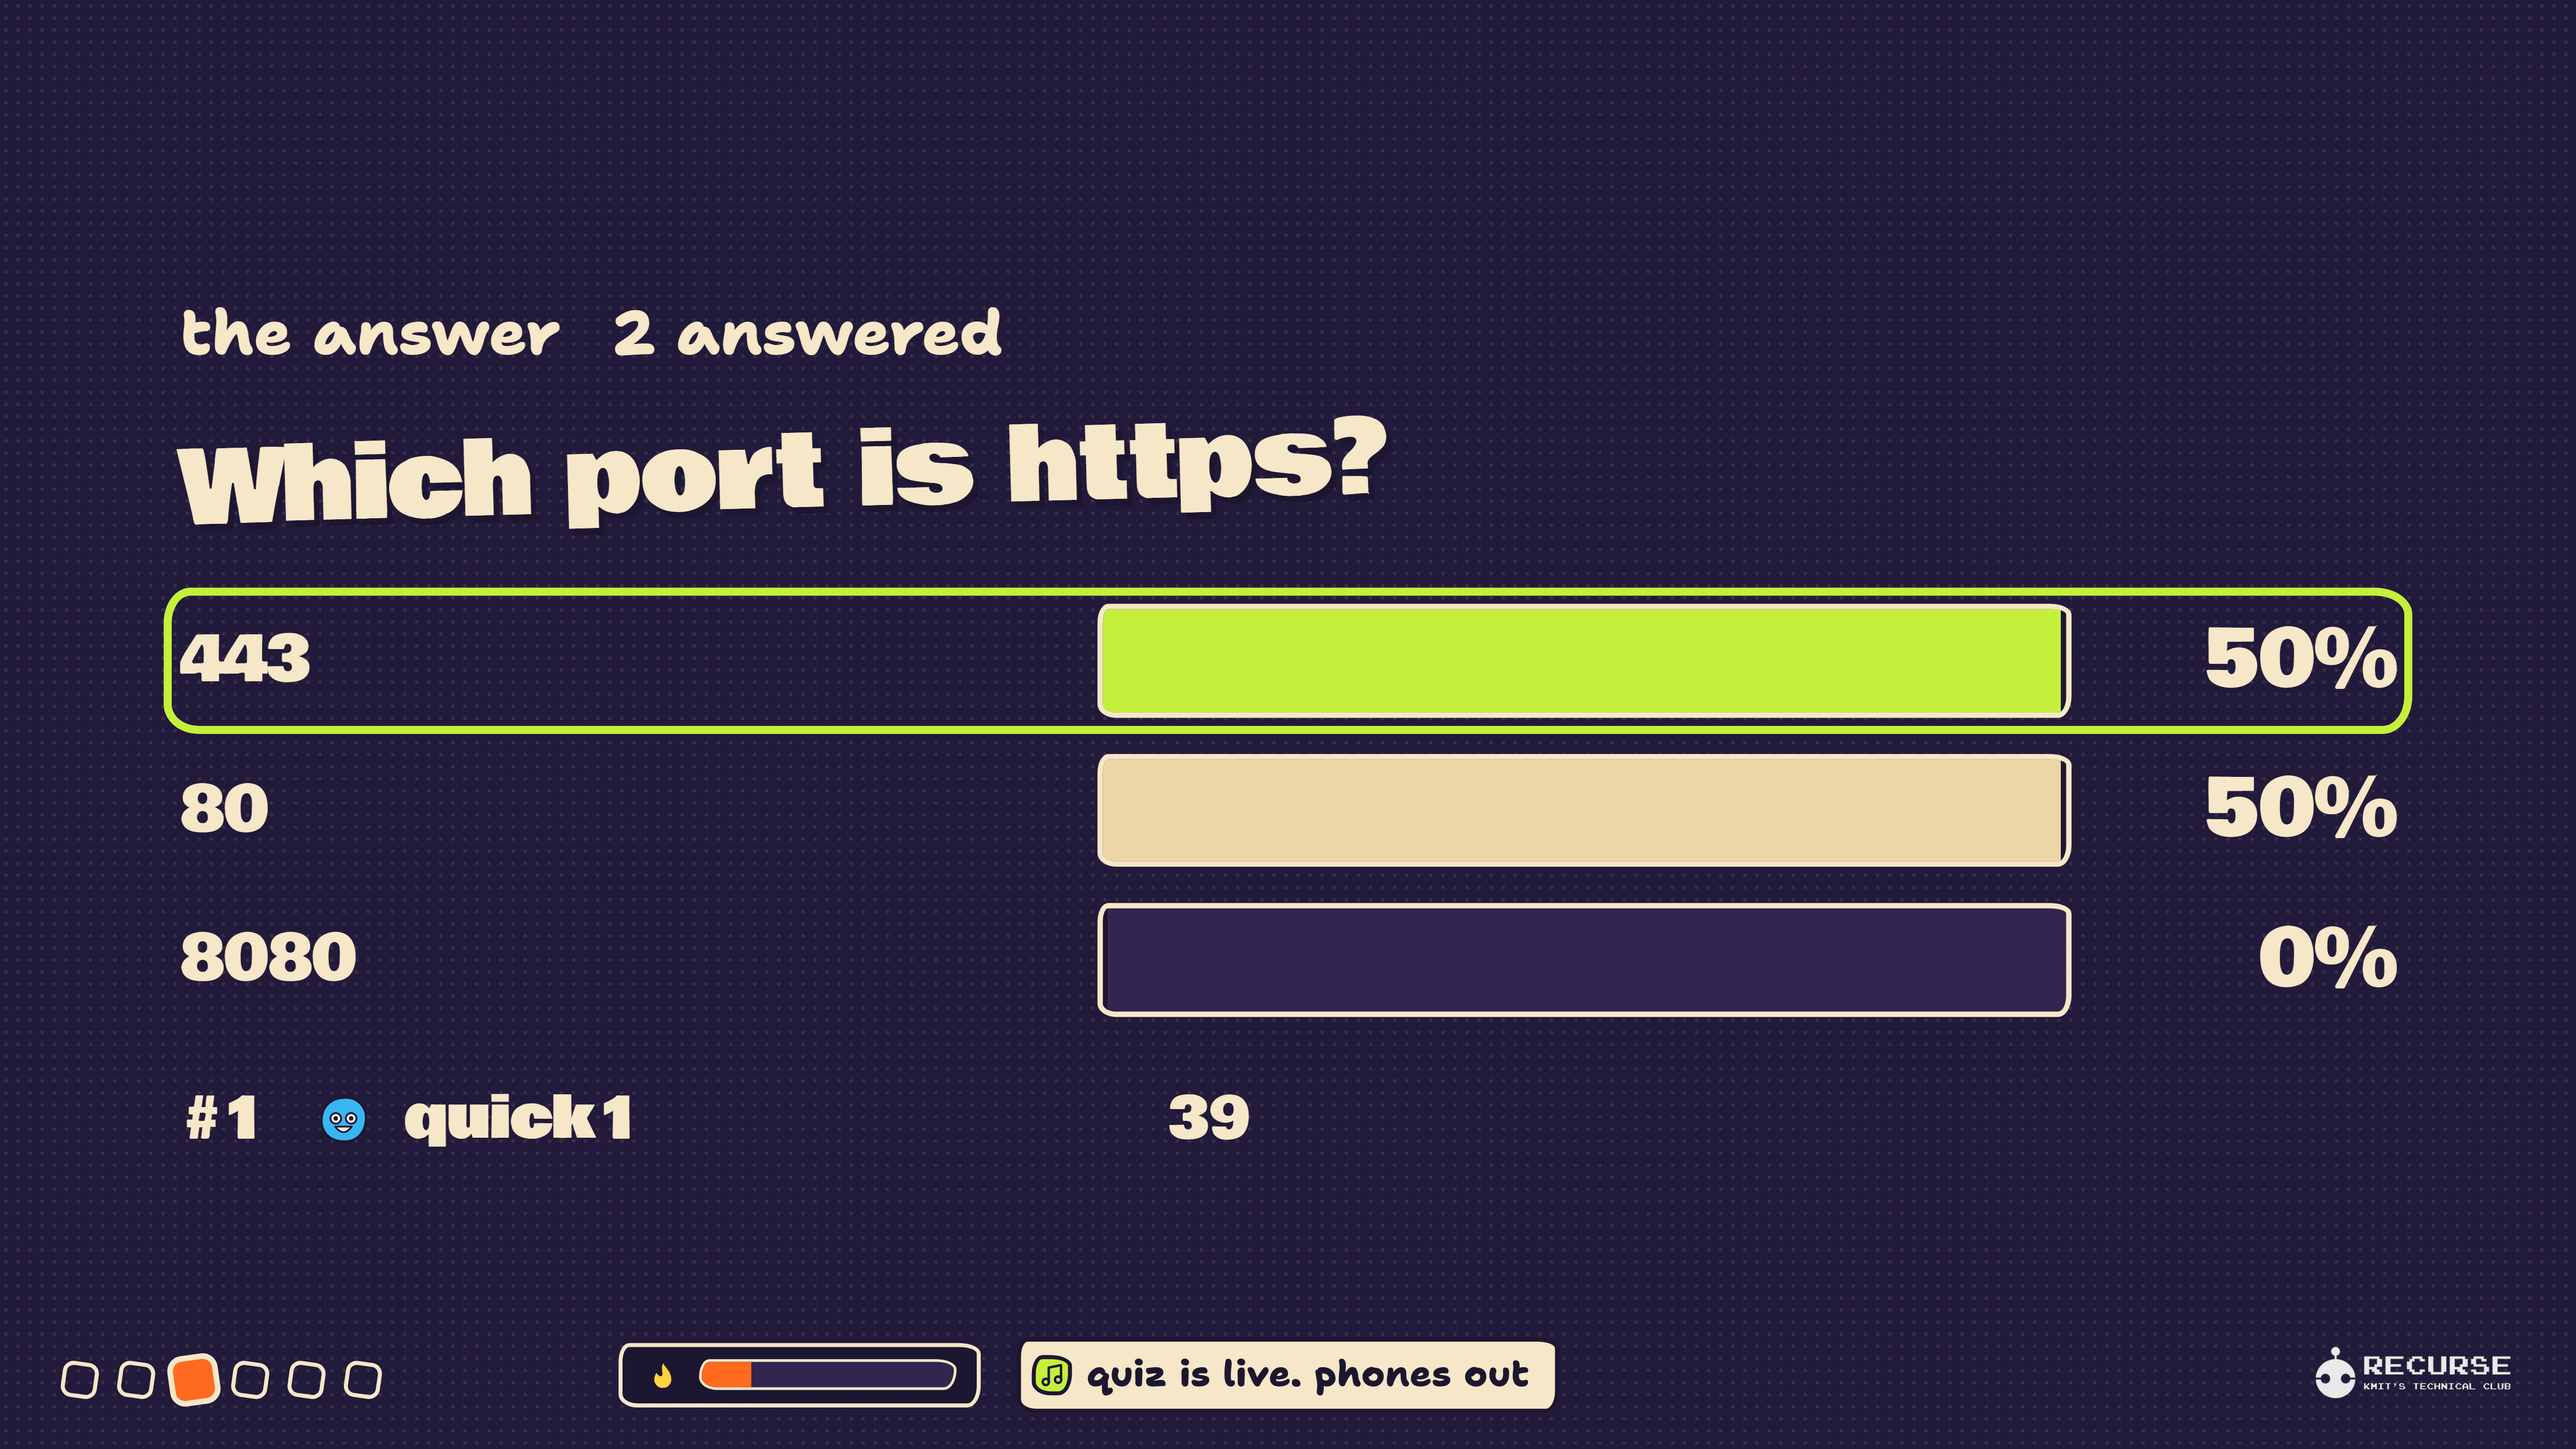 the answer 2 answered
Which port is https?
443 50%
80 50%
8080 0%
#1 quick1 39
quiz is live. phones out
RECURSE
KMIT'S TECHNICAL CLUB